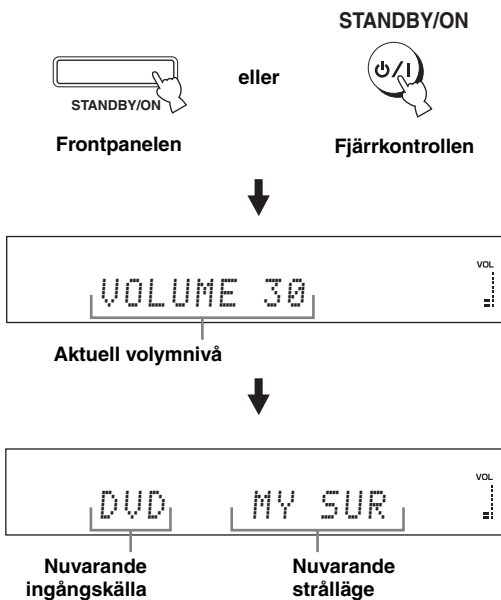 STANDBY/ON
eller
STANDBY/ON
Frontpanelen
Fjärrkontrollen
VOL
VOLUME 30
Aktuell volymnivå
VOL
DVD MY SUR
Nuvarande ingångskälla
Nuvarande strålläge